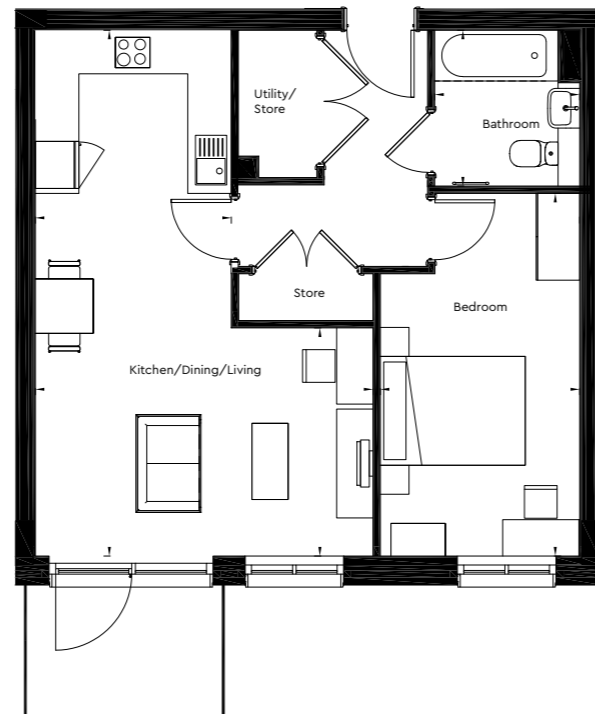 Utility/
Store
Bathroom
Store
Bedroom
Kitchen/Dining/Living